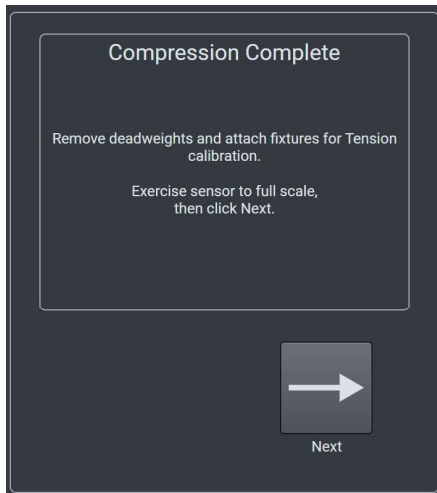 Compression Complete
Remove deadweights and attach fixtures for Tension
calibration.
Exercise sensor to full scale,
then click Next.
Next